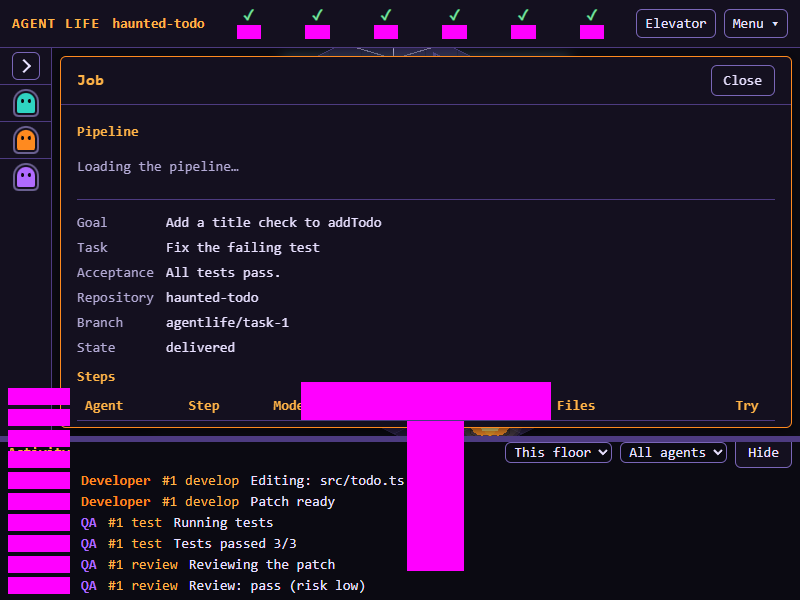 AGENT LIFE haunted-todo ✓ ✓ ✓ ✓ ✓ ✓ Elevator Menu ▾
Job Close
Pipeline
Loading the pipeline…
Goal Add a title check to addTodo
Task Fix the failing test
Acceptance All tests pass.
Repository haunted-todo
Branch agentlife/task-1
State delivered
Steps
Agent Step Files Try
This floor All agents Hide
Developer #1 develop Editing: src/todo.ts
Developer #1 develop Patch ready
QA #1 test Running tests
QA #1 test Tests passed 3/3
QA #1 review Reviewing the patch
QA #1 review Review: pass (risk low)